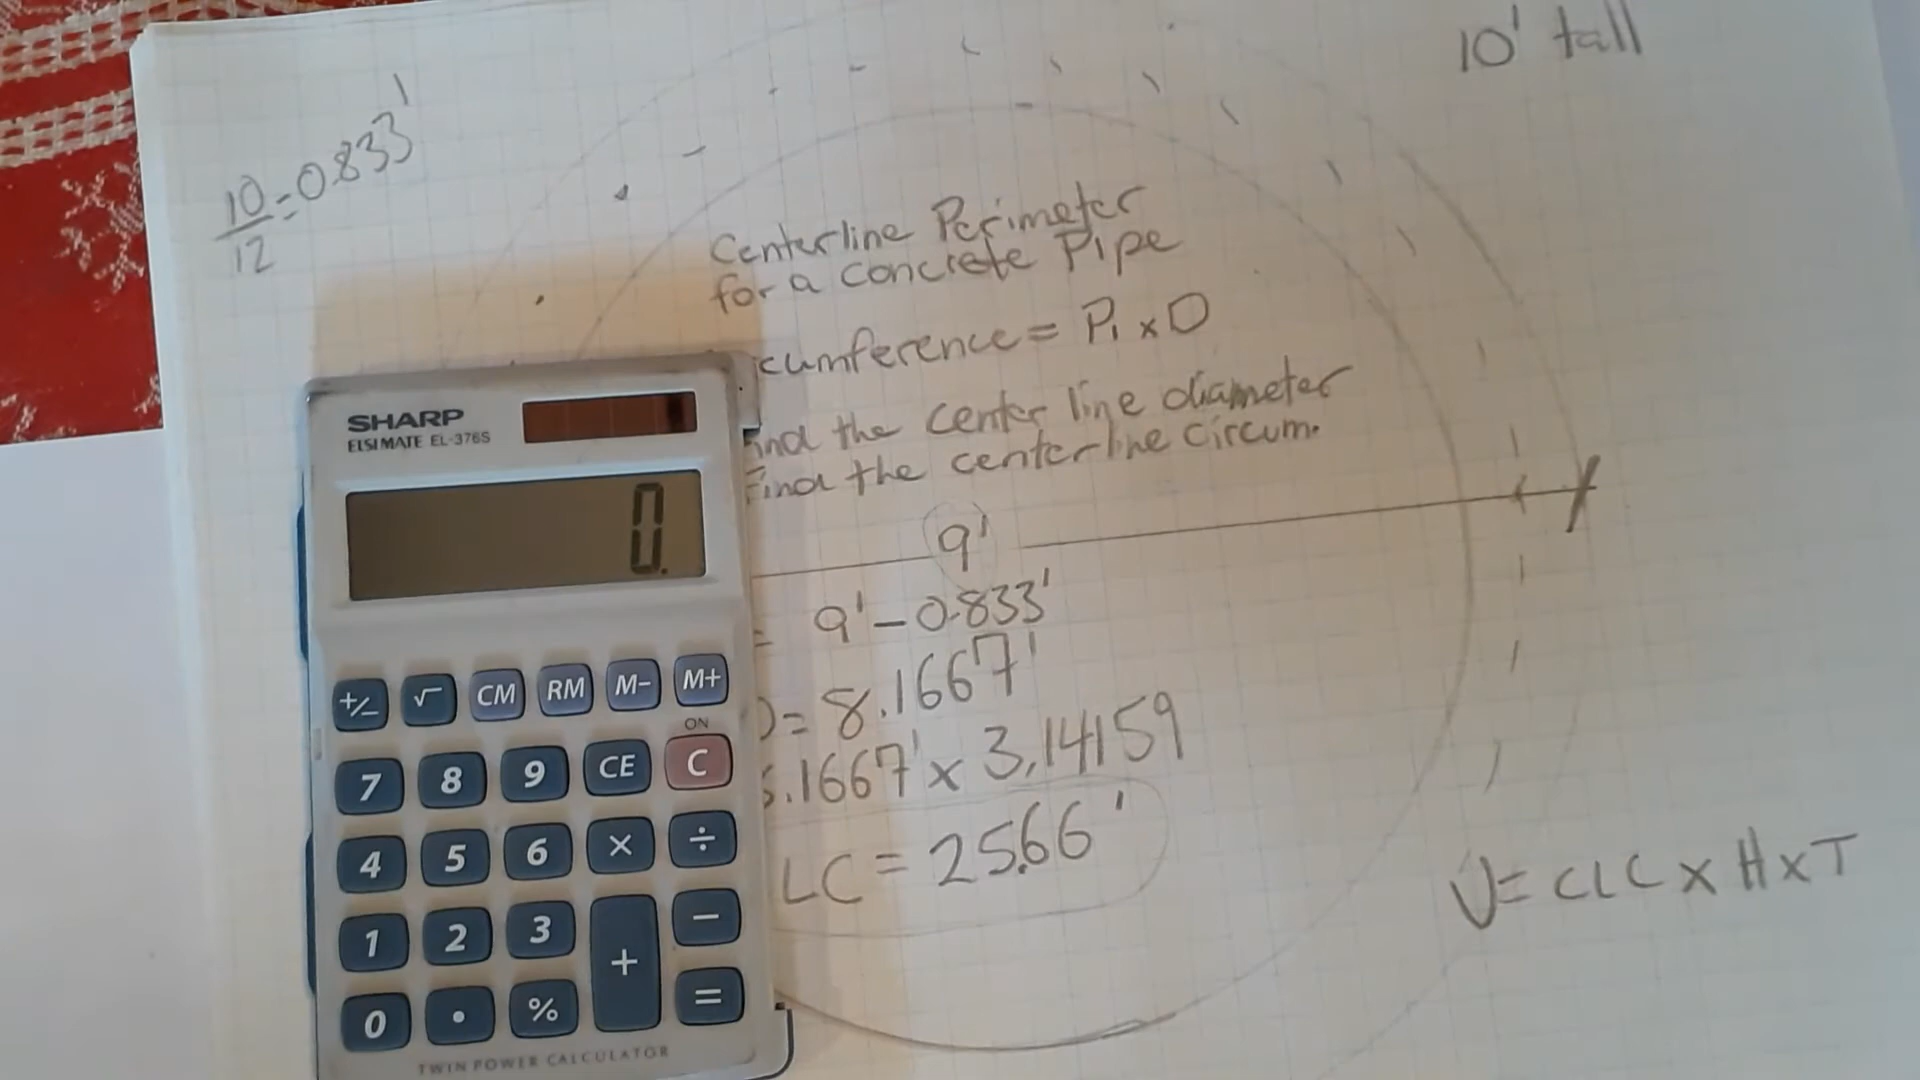 10' tall
10/12 = 0.833'
Centerline Perimeter
for a concrete Pipe
cumference = Pi x D
ind the center line diameter
Find the centerline circum.
9'
= 9' - 0.833'
D = 8.1667'
.1667' x 3.14159
LC = 25.66'
V = CLC x H x T
SHARP
ELSIMATE EL-376S
0.
+/- √ CM RM M- M+
ON
7 8 9 CE C
4 5 6 × ÷
1 2 3 + −
0 . % =
TWIN POWER CALCULATOR